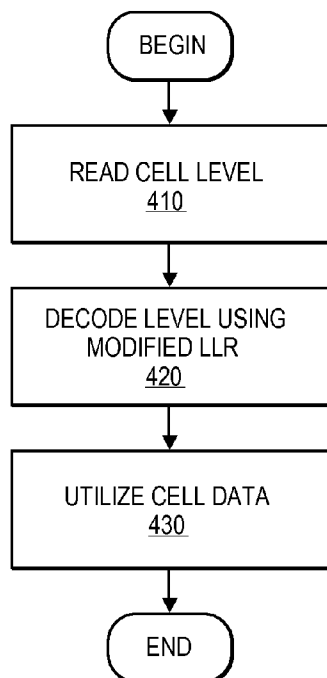 BEGIN
READ CELL LEVEL
410
DECODE LEVEL USING
MODIFIED LLR
420
UTILIZE CELL DATA
430
END